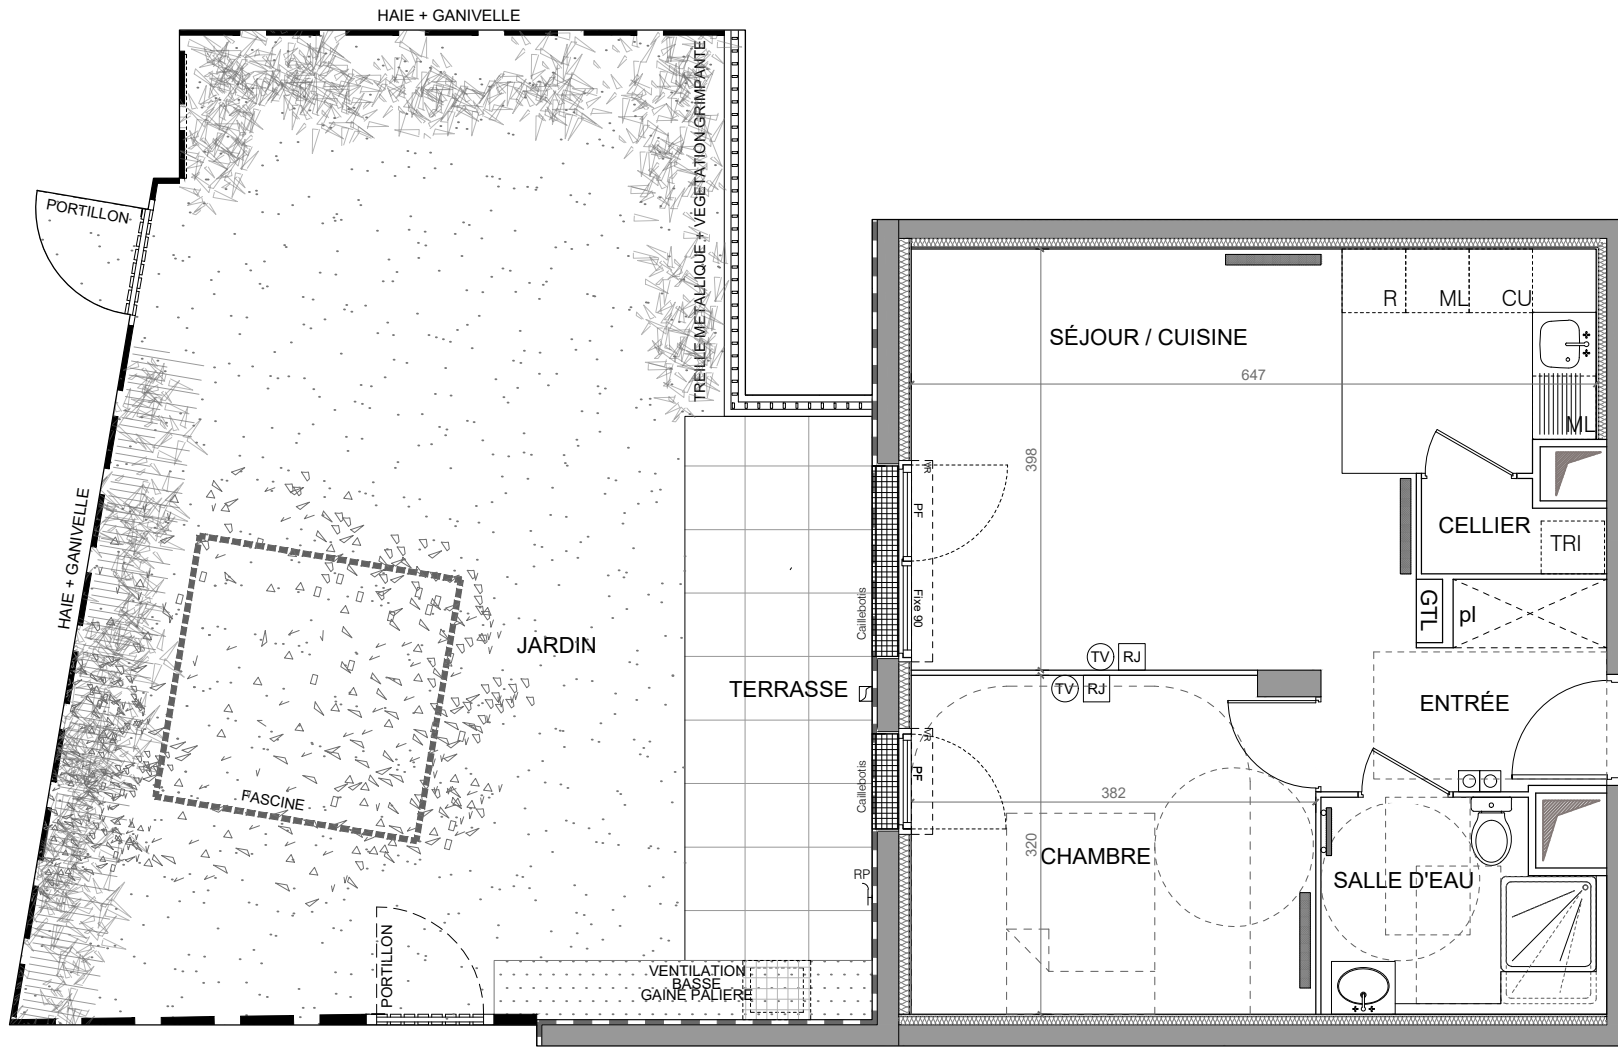 HAIE + GANIVELLE
PORTILLON
TREILLE METALLIQUE + VEGETATION GRIMPANTE
HAIE + GANIVELLE
JARDIN
FASCINE
PORTILLON
TERRASSE
VENTILATION
BASSE
GAINE PALIERE
RP
Caillebotis
Caillebotis
VR
PF
Fixe 90
VR
PF
SÉJOUR / CUISINE
647
398
R
ML
CU
ML
CELLIER
TRI
GTL
pl
TV
RJ
TV
RJ
ENTRÉE
382
320
CHAMBRE
SALLE D'EAU